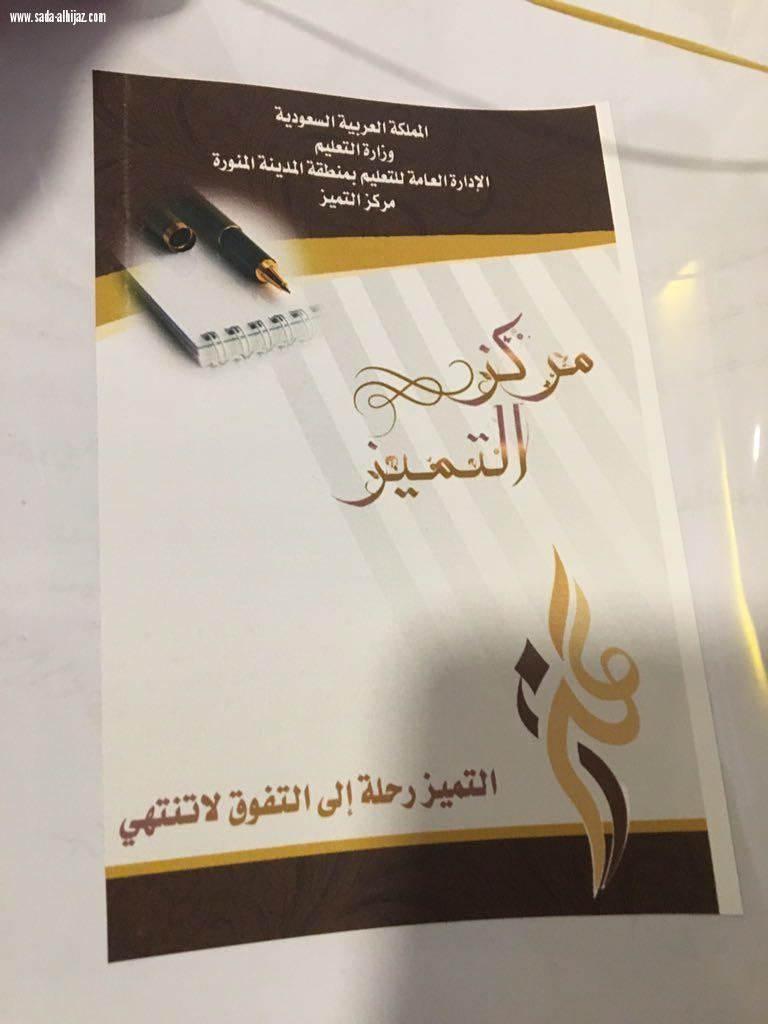 www.sada-alhijaz.com
المملكة العربية السعودية
وزارة التعليم
الإدارة العامة للتعليم بمنطقة المدينة المنورة
مركز التميز
مركز
التميز
التميز رحلة إلى التفوق لاتنتهي